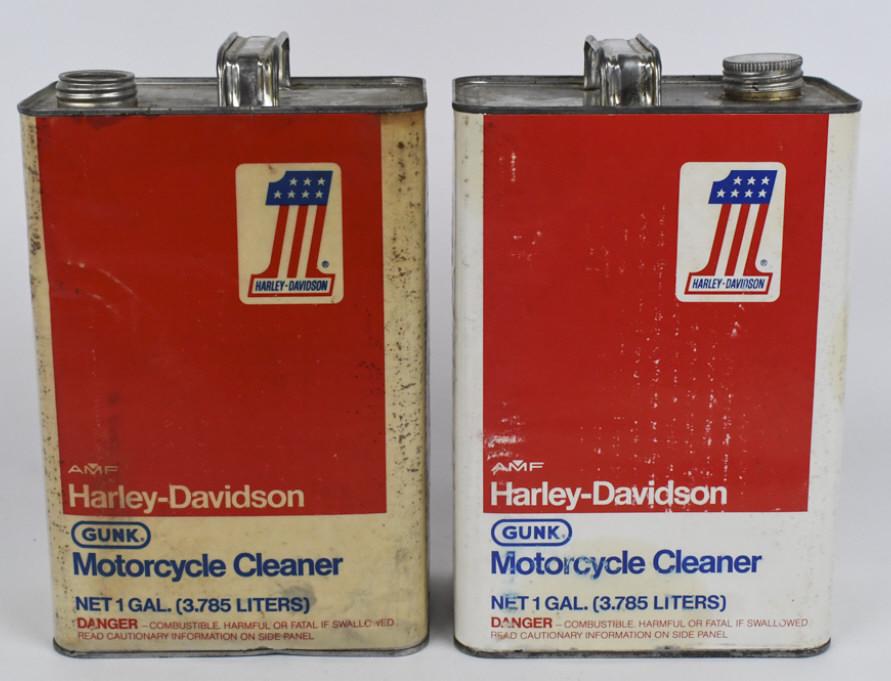 1
®
HARLEY-DAVIDSON
AMF
Harley-Davidson
GUNK®
Motorcycle Cleaner
NET 1 GAL. (3.785 LITERS)
DANGER – COMBUSTIBLE. HARMFUL OR FATAL IF SWALLOWED
READ CAUTIONARY INFORMATION ON SIDE PANEL
1
®
HARLEY-DAVIDSON
AMF
Harley-Davidson
GUNK®
Motorcycle Cleaner
NET 1 GAL. (3.785 LITERS)
DANGER – COMBUSTIBLE. HARMFUL OR FATAL IF SWALLOWED
READ CAUTIONARY INFORMATION ON SIDE PANEL